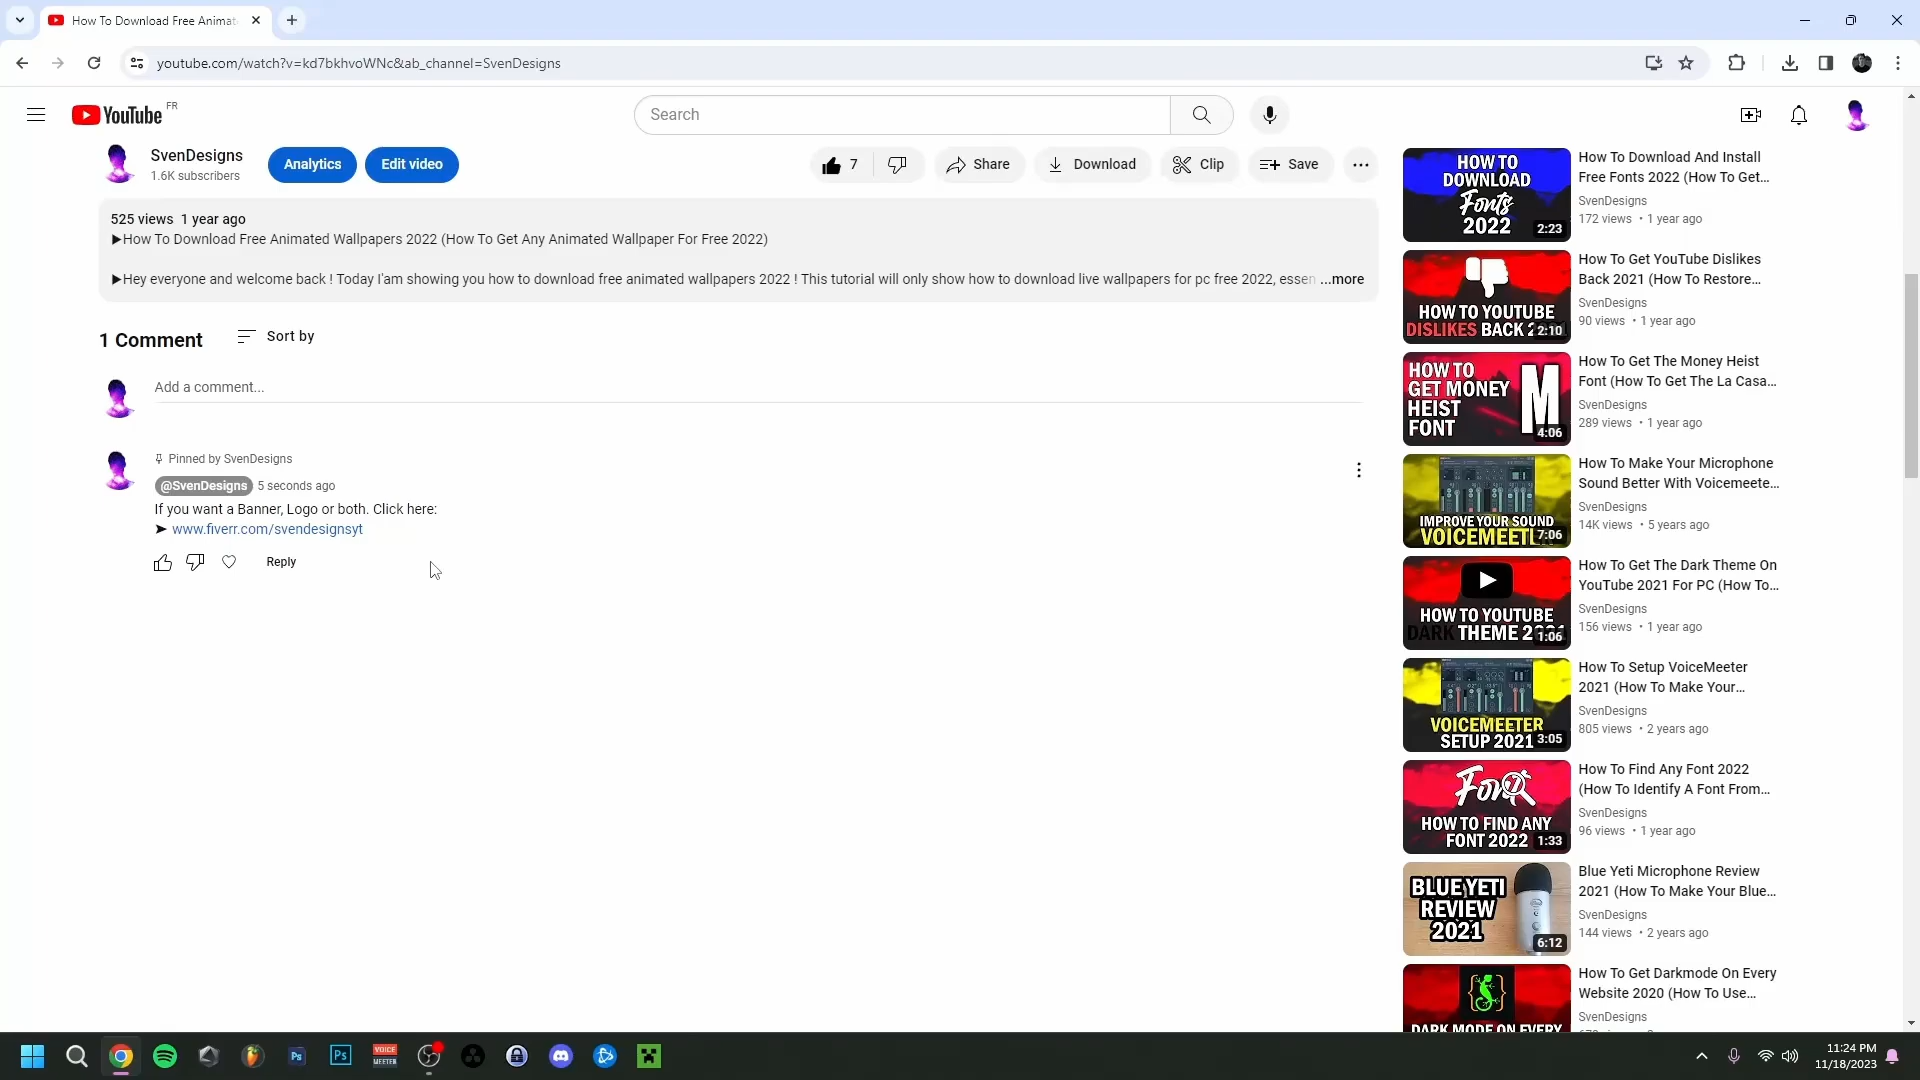 How To Download Free Animat
youtube.com/watch?v=kd7bkhvoWNc&ab_channel=SvenDesigns
YouTube FR
Search
SvenDesigns
1.6K subscribers
Analytics
Edit video
7
Share
Download
Clip
Save
525 views 1 year ago
▶How To Download Free Animated Wallpapers 2022 (How To Get Any Animated Wallpaper For Free 2022)
▶Hey everyone and welcome back ! Today I'am showing you how to download free animated wallpapers 2022 ! This tutorial will only show how to download live wallpapers for pc free 2022, essen ...more
1 Comment
Sort by
Add a comment...
Pinned by SvenDesigns
@SvenDesigns 5 seconds ago
If you want a Banner, Logo or both. Click here:
➤ www.fiverr.com/svendesignsyt
Reply
HOW TO
DOWNLOAD
Fonts
2022
2:23
How To Download And Install
Free Fonts 2022 (How To Get...
SvenDesigns
172 views • 1 year ago
HOW TO YOUTUBE
DISLIKES BACK 2
2:10
How To Get YouTube Dislikes
Back 2021 (How To Restore...
SvenDesigns
90 views • 1 year ago
HOW TO
GET MONEY
HEIST
FONT
M
4:06
How To Get The Money Heist
Font (How To Get The La Casa...
SvenDesigns
289 views • 1 year ago
IMPROVE YOUR SOUND
VOICEMEETE
7:06
How To Make Your Microphone
Sound Better With Voicemeete...
SvenDesigns
14K views • 5 years ago
HOW TO YOUTUBE
DARK THEME 2021
1:06
How To Get The Dark Theme On
YouTube 2021 For PC (How To...
SvenDesigns
156 views • 1 year ago
VOICEMEETER
SETUP 2021
3:05
How To Setup VoiceMeeter
2021 (How To Make Your...
SvenDesigns
805 views • 2 years ago
Font
HOW TO FIND ANY
FONT 2022
1:33
How To Find Any Font 2022
(How To Identify A Font From...
SvenDesigns
96 views • 1 year ago
BLUE YETI
REVIEW
2021
6:12
Blue Yeti Microphone Review
2021 (How To Make Your Blue...
SvenDesigns
144 views • 2 years ago
DARK MODE ON EVERY
How To Get Darkmode On Every
Website 2020 (How To Use...
SvenDesigns
Ps
Ps
VOICE
MEETER
11:24 PM
11/18/2023